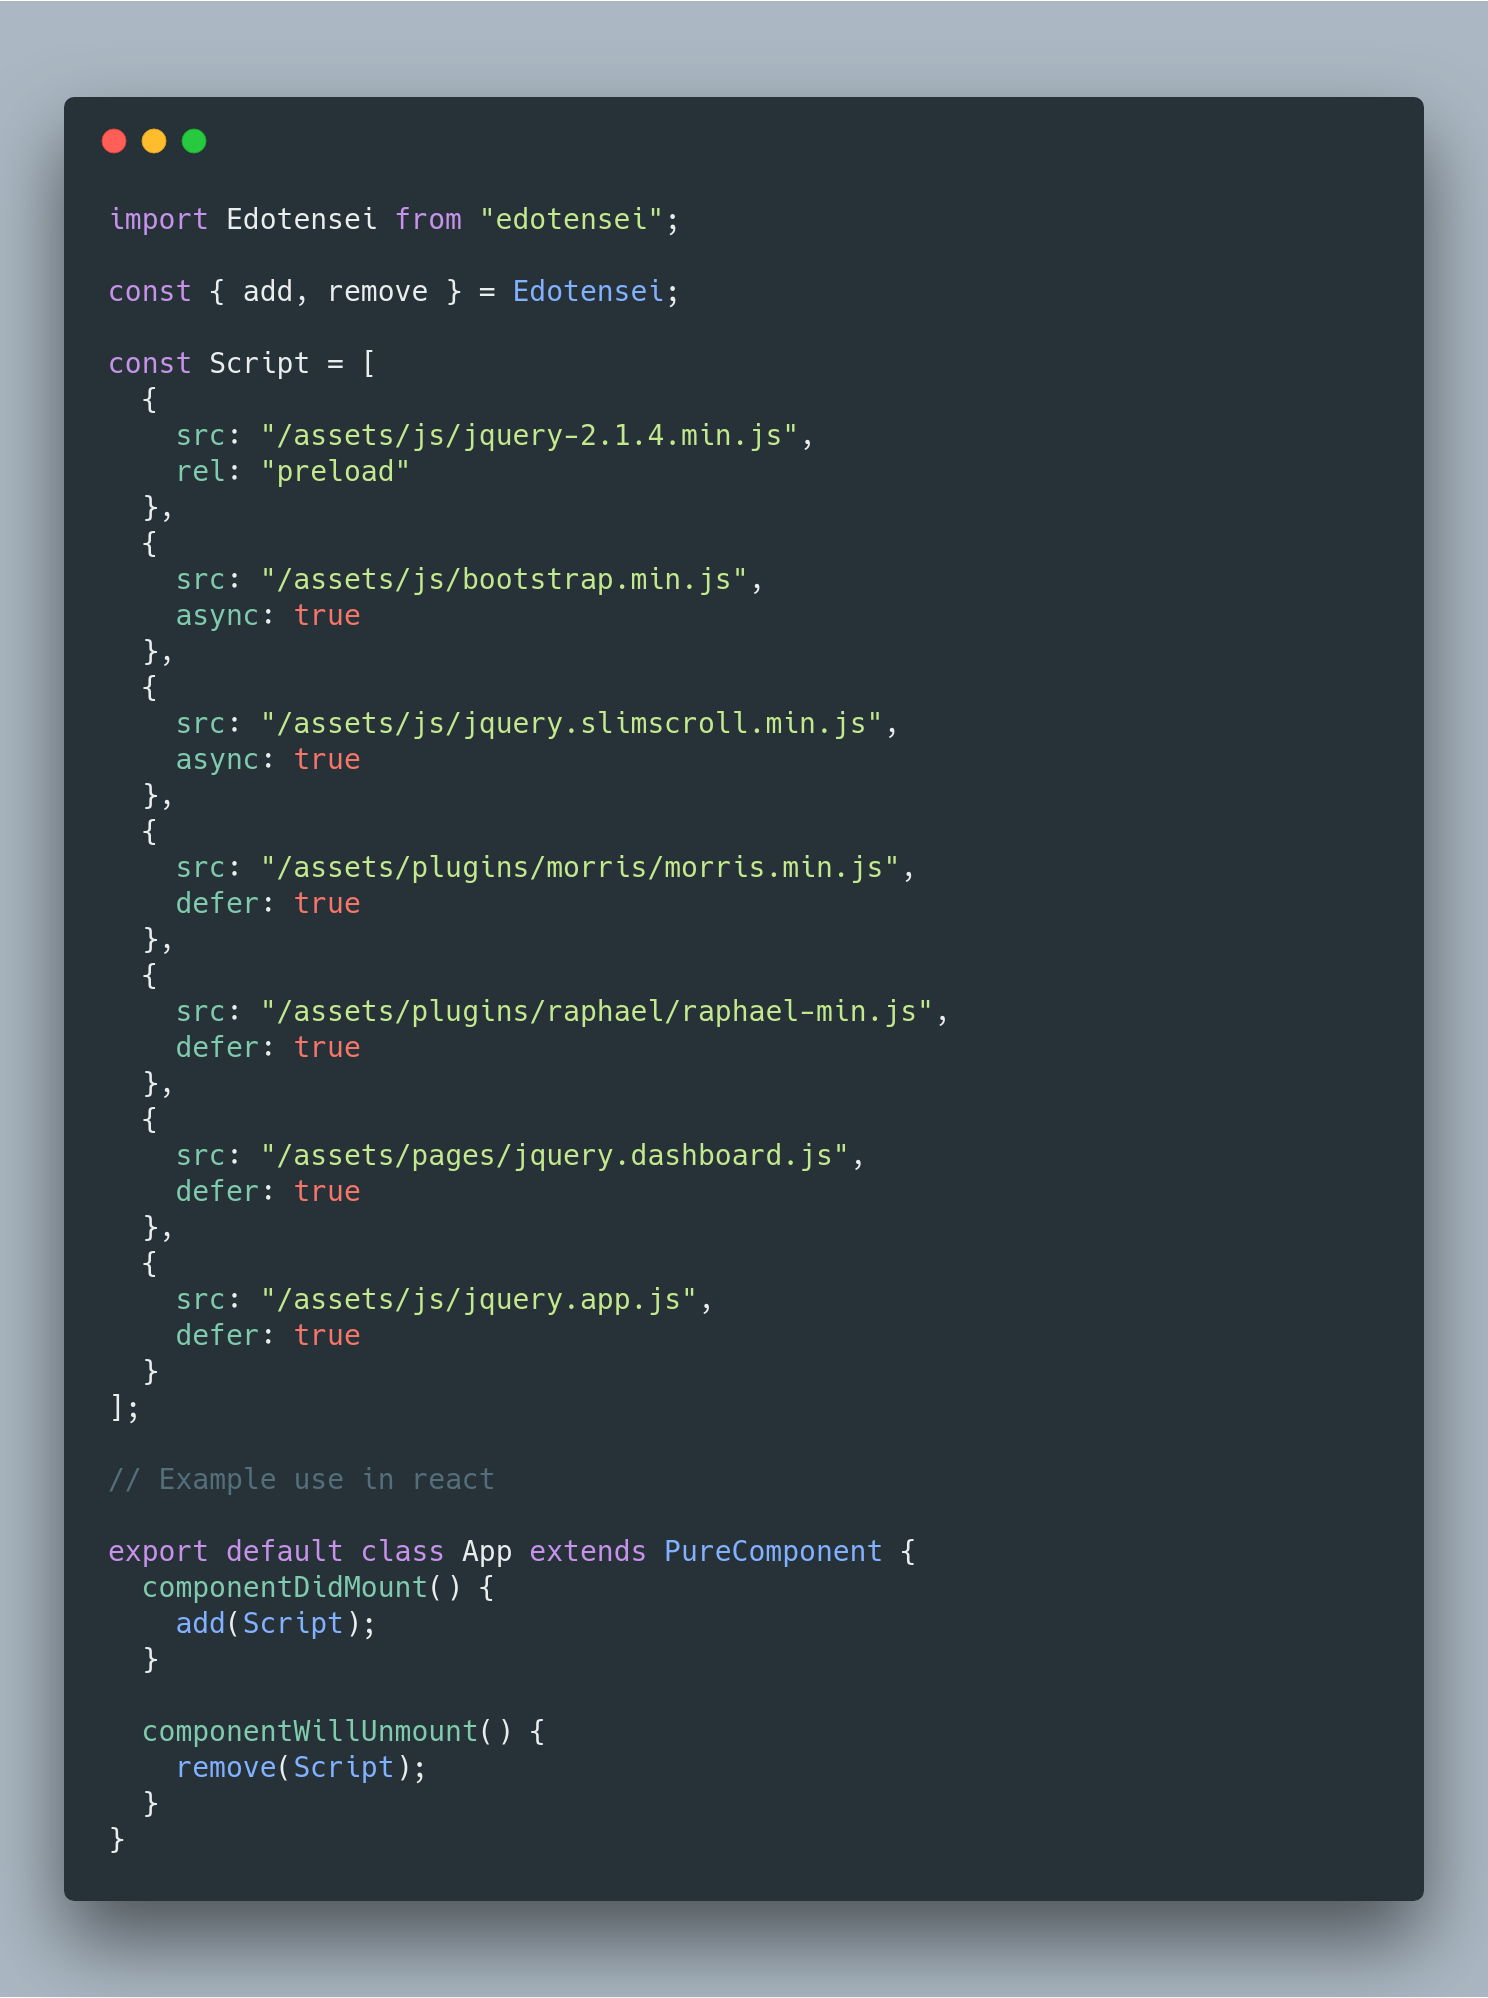 import Edotensei from "edotensei";

const { add, remove } = Edotensei;

const Script = [
  {
    src: "/assets/js/jquery-2.1.4.min.js",
    rel: "preload"
  },
  {
    src: "/assets/js/bootstrap.min.js",
    async: true
  },
  {
    src: "/assets/js/jquery.slimscroll.min.js",
    async: true
  },
  {
    src: "/assets/plugins/morris/morris.min.js",
    defer: true
  },
  {
    src: "/assets/plugins/raphael/raphael-min.js",
    defer: true
  },
  {
    src: "/assets/pages/jquery.dashboard.js",
    defer: true
  },
  {
    src: "/assets/js/jquery.app.js",
    defer: true
  }
];

// Example use in react

export default class App extends PureComponent {
  componentDidMount() {
    add(Script);
  }

  componentWillUnmount() {
    remove(Script);
  }
}